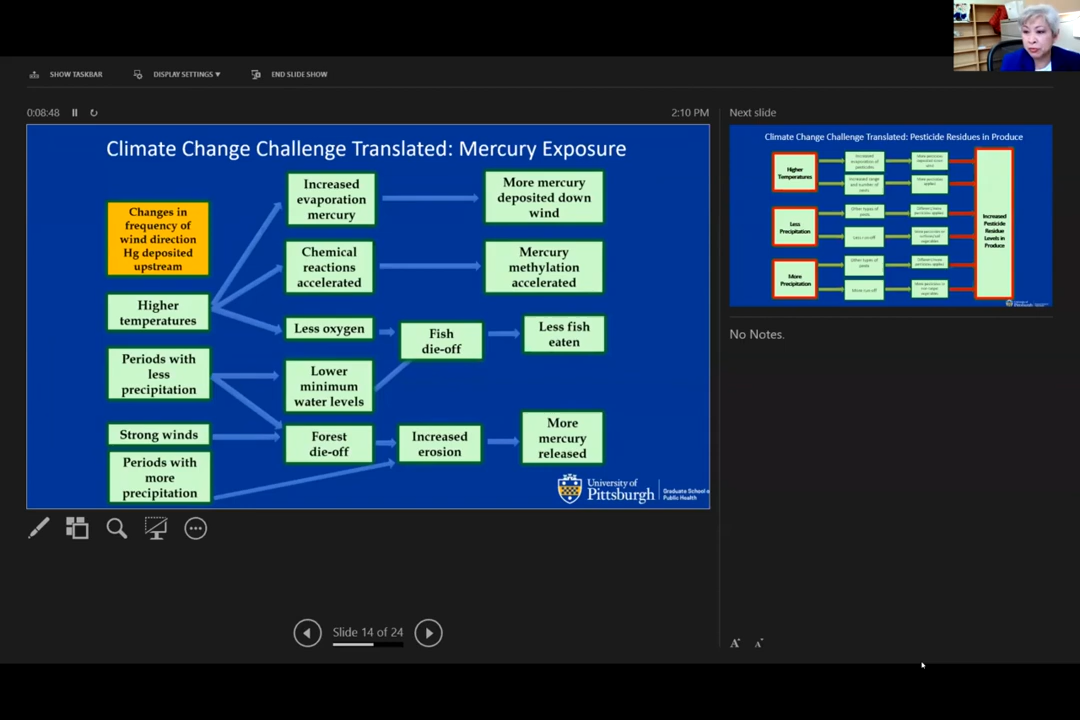 SHOW TASKBAR
DISPLAY SETTINGS ▼
END SLIDE SHOW
0:08:48
2:10 PM
Climate Change Challenge Translated: Mercury Exposure
Changes in
frequency of
wind direction
Hg deposited
upstream
Higher
temperatures
Periods with
less
precipitation
Strong winds
Periods with
more
precipitation
Increased
evaporation
mercury
Chemical
reactions
accelerated
Less oxygen
Lower
minimum
water levels
Forest
die-off
Fish
die-off
Increased
erosion
More mercury
deposited down
wind
Mercury
methylation
accelerated
Less fish
eaten
More
mercury
released
University of
Pittsburgh
Graduate School o
Public Health
Slide 14 of 24
Next slide
Climate Change Challenge Translated: Pesticide Residues in Produce
Higher
Temperatures
Less
Precipitation
More
Precipitation
Increased
Pesticide
Residue
Levels in
Produce
No Notes.
A
A